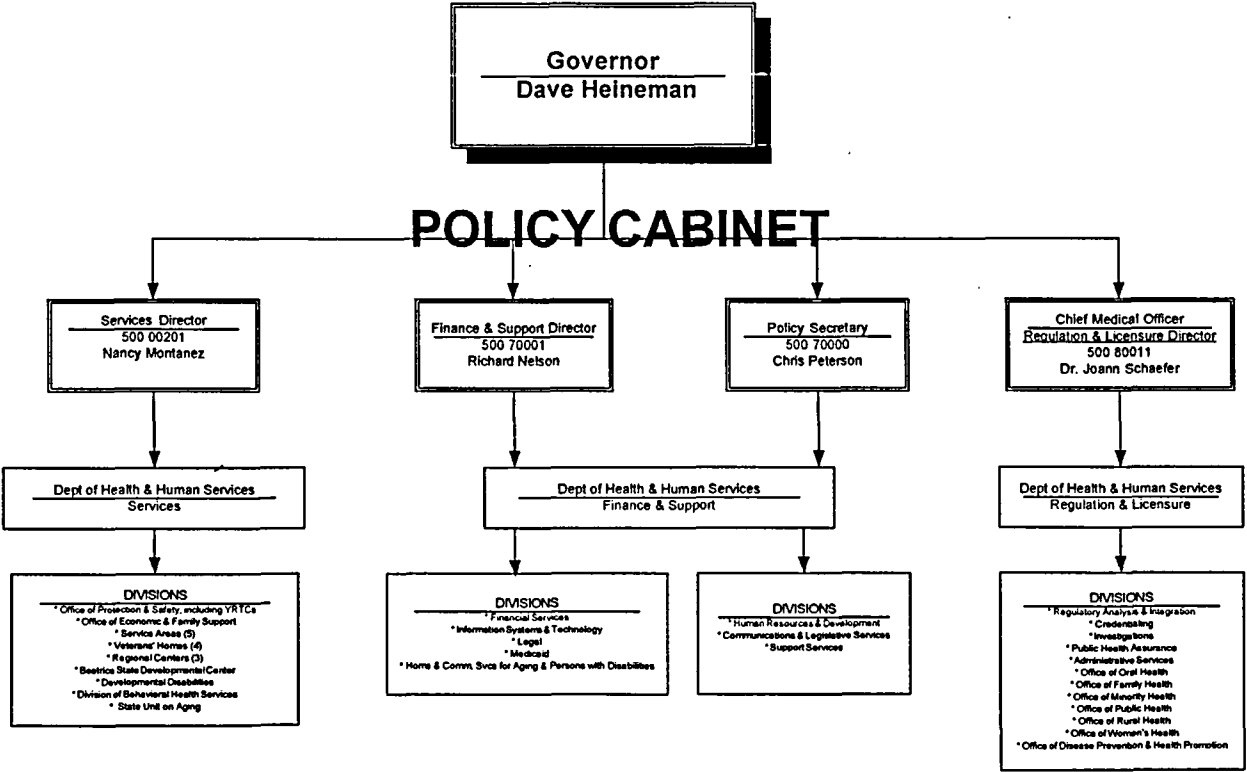 Governor
Dave Heineman
POLICY CABINET
Services Director
500 00201
Nancy Montanez
Finance & Support Director
500 70001
Richard Nelson
Policy Secretary
500 70000
Chris Peterson
Chief Medical Officer
Regulation & Licensure Director
500 80011
Dr. Joann Schaefer
Dept of Health & Human Services
Services
Dept of Health & Human Services
Finance & Support
Dept of Health & Human Services
Regulation & Licensure
DIVISIONS
* Office of Protection & Safety, including YRTCs
* Office of Economic & Family Support
* Service Areas (5)
* Veterans' Homes (4)
* Regional Centers (3)
* Beatrice State Developmental Center
* Developmental Disabilities
* Division of Behavioral Health Services
* State Unit on Aging
DIVISIONS
* Financial Services
* Information Systems & Technology
* Legal
* Medicaid
* Home & Comm. Svcs for Aging & Persons with Disabilities
DIVISIONS
* Human Resources & Development
* Communications & Legislative Services
* Support Services
DIVISIONS
* Regulatory Analysis & Integration
* Credentialing
* Investigations
* Public Health Assurance
* Administrative Services
* Office of Oral Health
* Office of Family Health
* Office of Minority Health
* Office of Public Health
* Office of Rural Health
* Office of Women's Health
* Office of Disease Prevention & Health Promotion